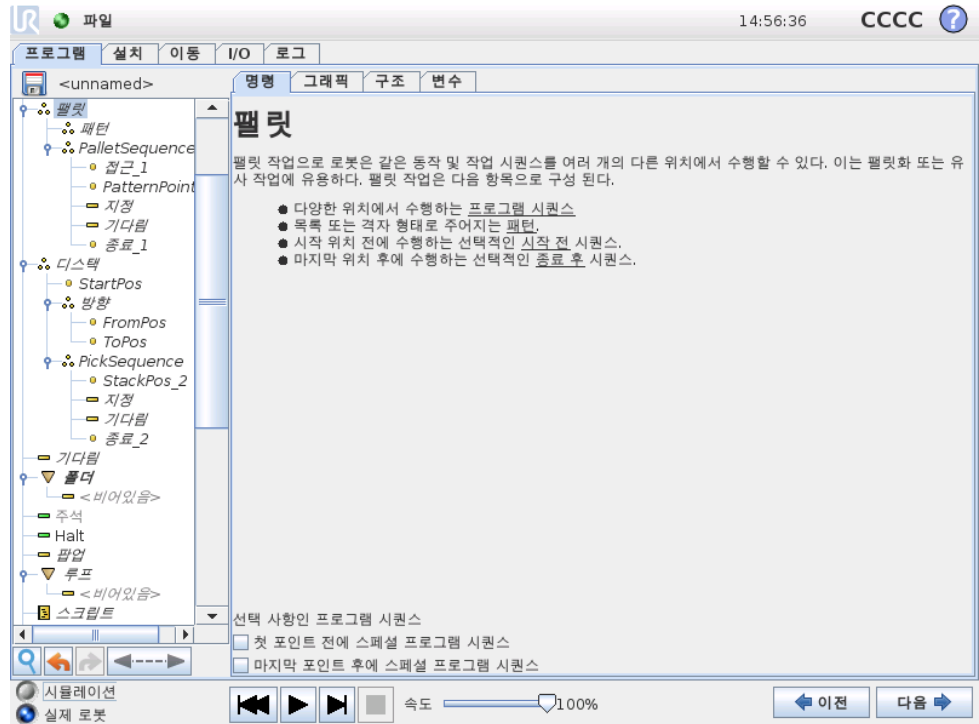 파일 14:56:36 CCCC ?
프로그램 설치 이동 I/O 로그
<unnamed>
명령 그래픽 구조 변수
팰릿
패턴
PalletSequence
접근_1
PatternPoint
지정
기다림
종료_1
디스택
StartPos
방향
FromPos
ToPos
PickSequence
StackPos_2
지정
기다림
종료_2
기다림
폴더
<비어있음>
주석
Halt
팝업
루프
<비어있음>
스크립트
팰릿
팰릿 작업으로 로봇은 같은 동작 및 작업 시퀀스를 여러 개의 다른 위치에서 수행할 수 있다. 이는 팰릿화 또는 유
사 작업에 유용하다. 팰릿 작업은 다음 항목으로 구성 된다.
● 다양한 위치에서 수행하는 프로그램 시퀀스
● 목록 또는 격자 형태로 주어지는 패턴.
● 시작 위치 전에 수행하는 선택적인 시작 전 시퀀스.
● 마지막 위치 후에 수행하는 선택적인 종료 후 시퀀스.
선택 사항인 프로그램 시퀀스
첫 포인트 전에 스페셜 프로그램 시퀀스
마지막 포인트 후에 스페셜 프로그램 시퀀스
시뮬레이션
실제 로봇
속도 100%
이전 다음